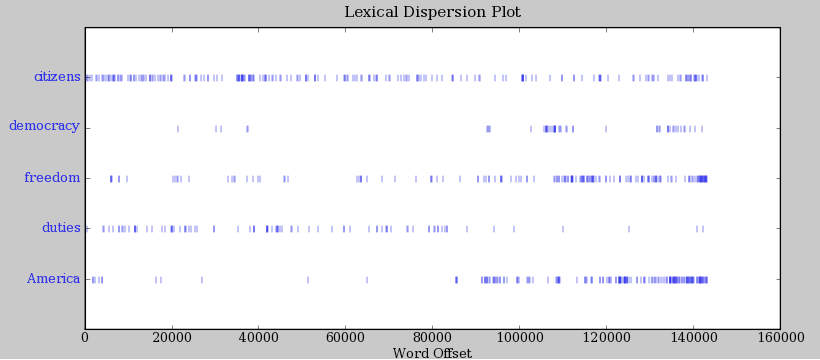 Lexical Dispersion Plot
citizens
democracy
freedom
duties
America
0 20000 40000 60000 80000 100000 120000 140000 160000
Word Offset